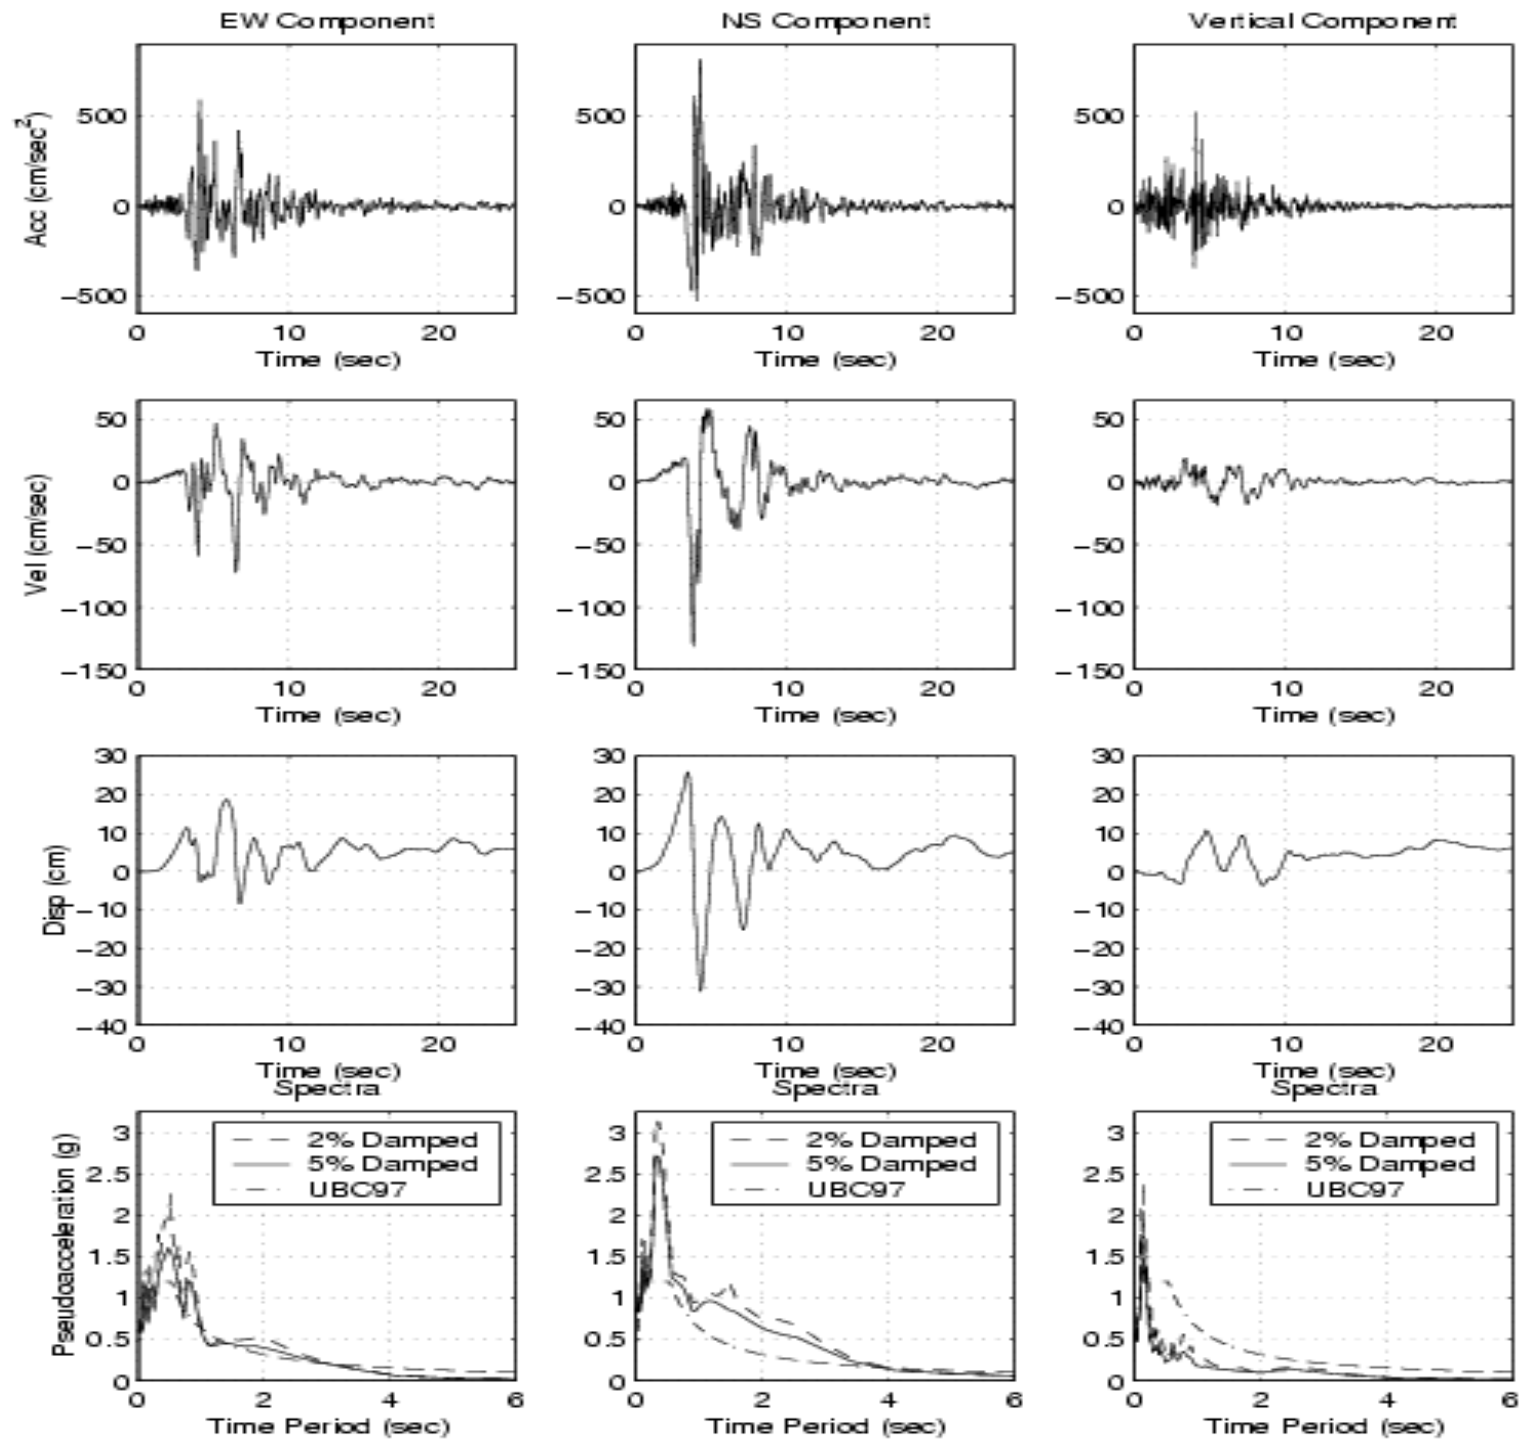 EW Component NS Component Vertical Component
Acc (cm/sec²)
500 500 500
0 0 0
−500 −500 −500
0 10 20 0 10 20 0 10 20
Time (sec) Time (sec) Time (sec)
Vel (cm/sec)
50 50 50
0 0 0
−50 −50 −50
−100 −100 −100
−150 −150 −150
0 10 20 0 10 20 0 10 20
Time (sec) Time (sec) Time (sec)
Disp (cm)
30 30 30
20 20 20
10 10 10
0 0 0
−10 −10 −10
−20 −20 −20
−30 −30 −30
−40 −40 −40
0 10 20 0 10 20 0 10 20
Time (sec) Time (sec) Time (sec)
Spectra Spectra Spectra
Pseudoacceleration (g)
3 2% Damped 3 2% Damped 3 2% Damped
2.5 5% Damped 2.5 5% Damped 2.5 5% Damped
UBC97 UBC97 UBC97
2 2 2
1.5 1.5 1.5
1 1 1
0.5 0.5 0.5
0 0 0
0 2 4 6 0 2 4 6 0 2 4 6
Time Period (sec) Time Period (sec) Time Period (sec)